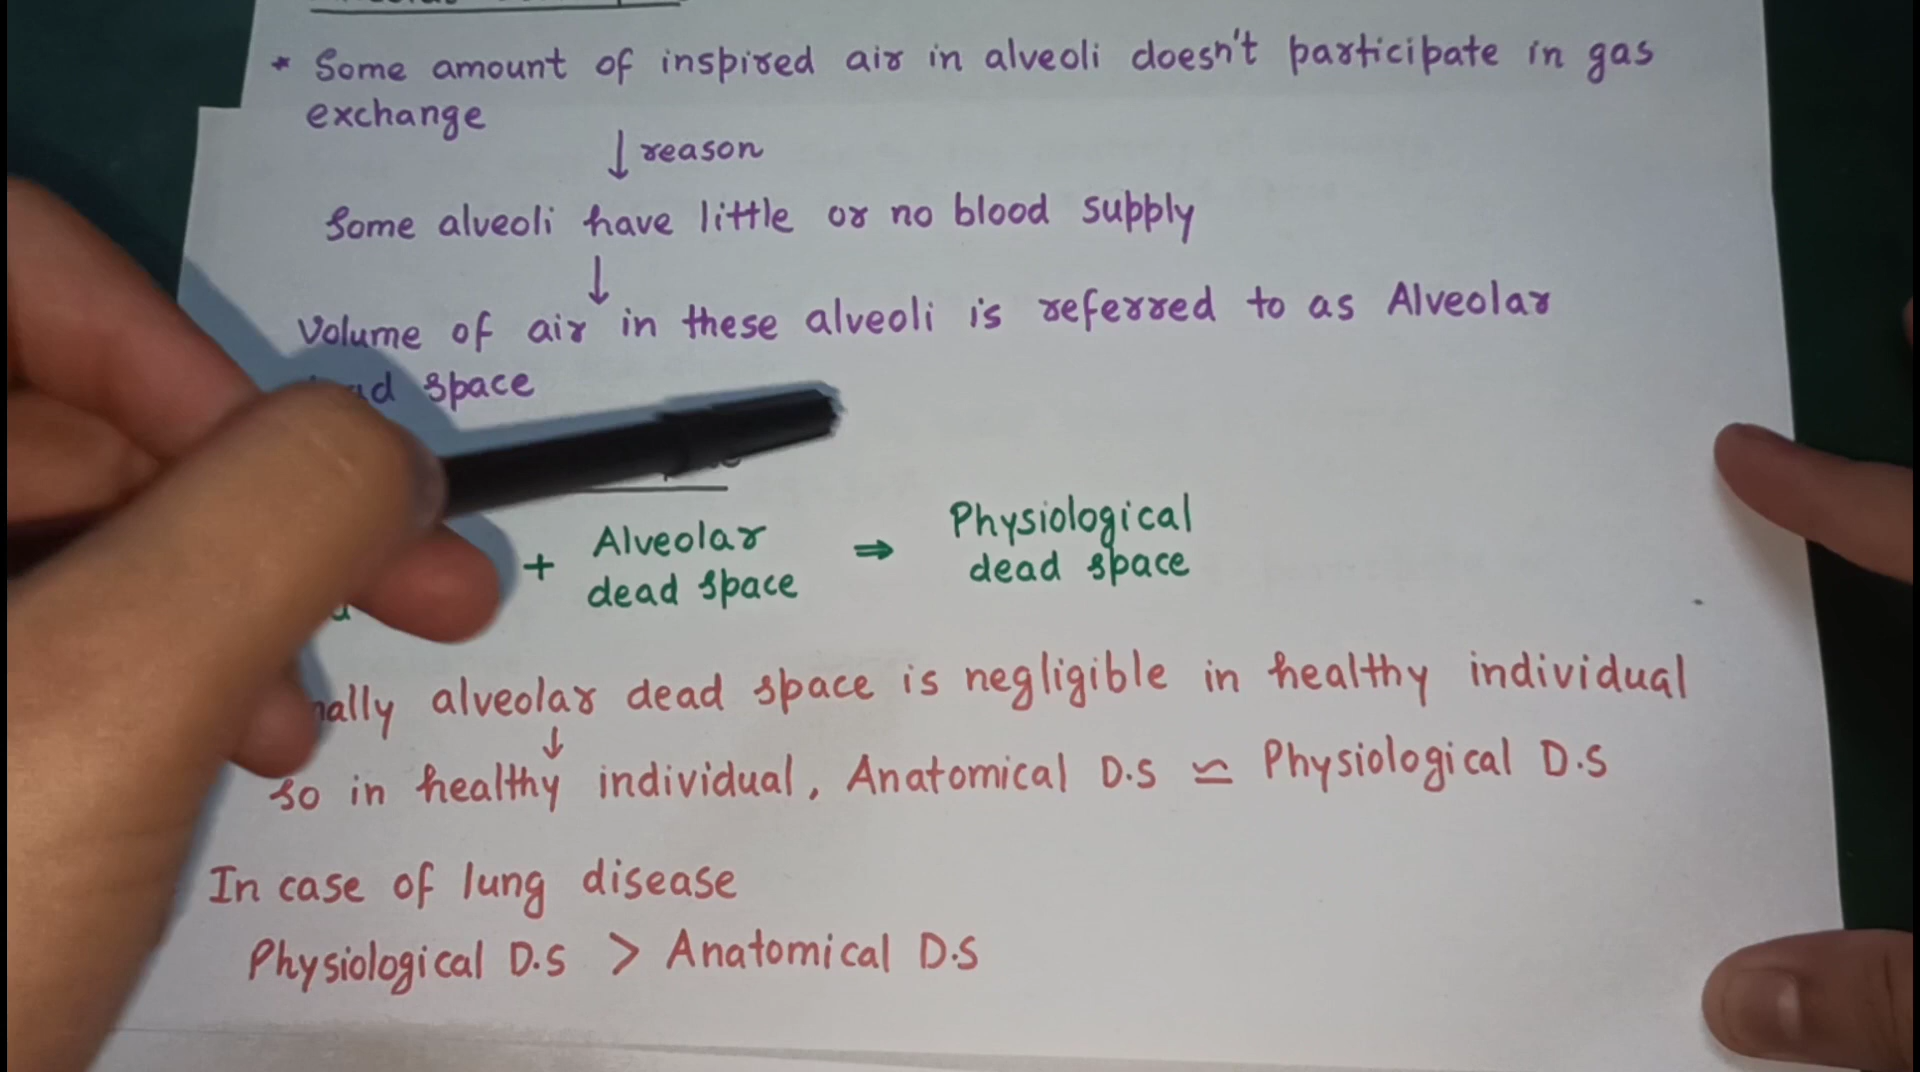 * Some amount of inspired air in alveoli doesn't participate in gas
exchange
↓ reason
Some alveoli have little or no blood supply
↓
Volume of air in these alveoli is referred to as Alveolar
space
+ Alveolar dead space ⇒ Physiological dead space
alveolar dead space is negligible in healthy individual
↓
so in healthy individual, Anatomical D.S ≃ Physiological D.S
In case of lung disease
Physiological D.S > Anatomical D.S